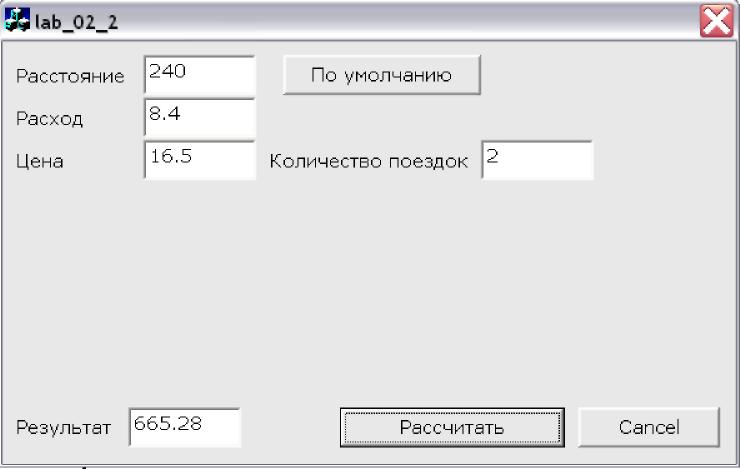 lab_02_2
Расстояние 240 По умолчанию
Расход 8.4
Цена 16.5 Количество поездок 2
Результат 665.28 Рассчитать Cancel